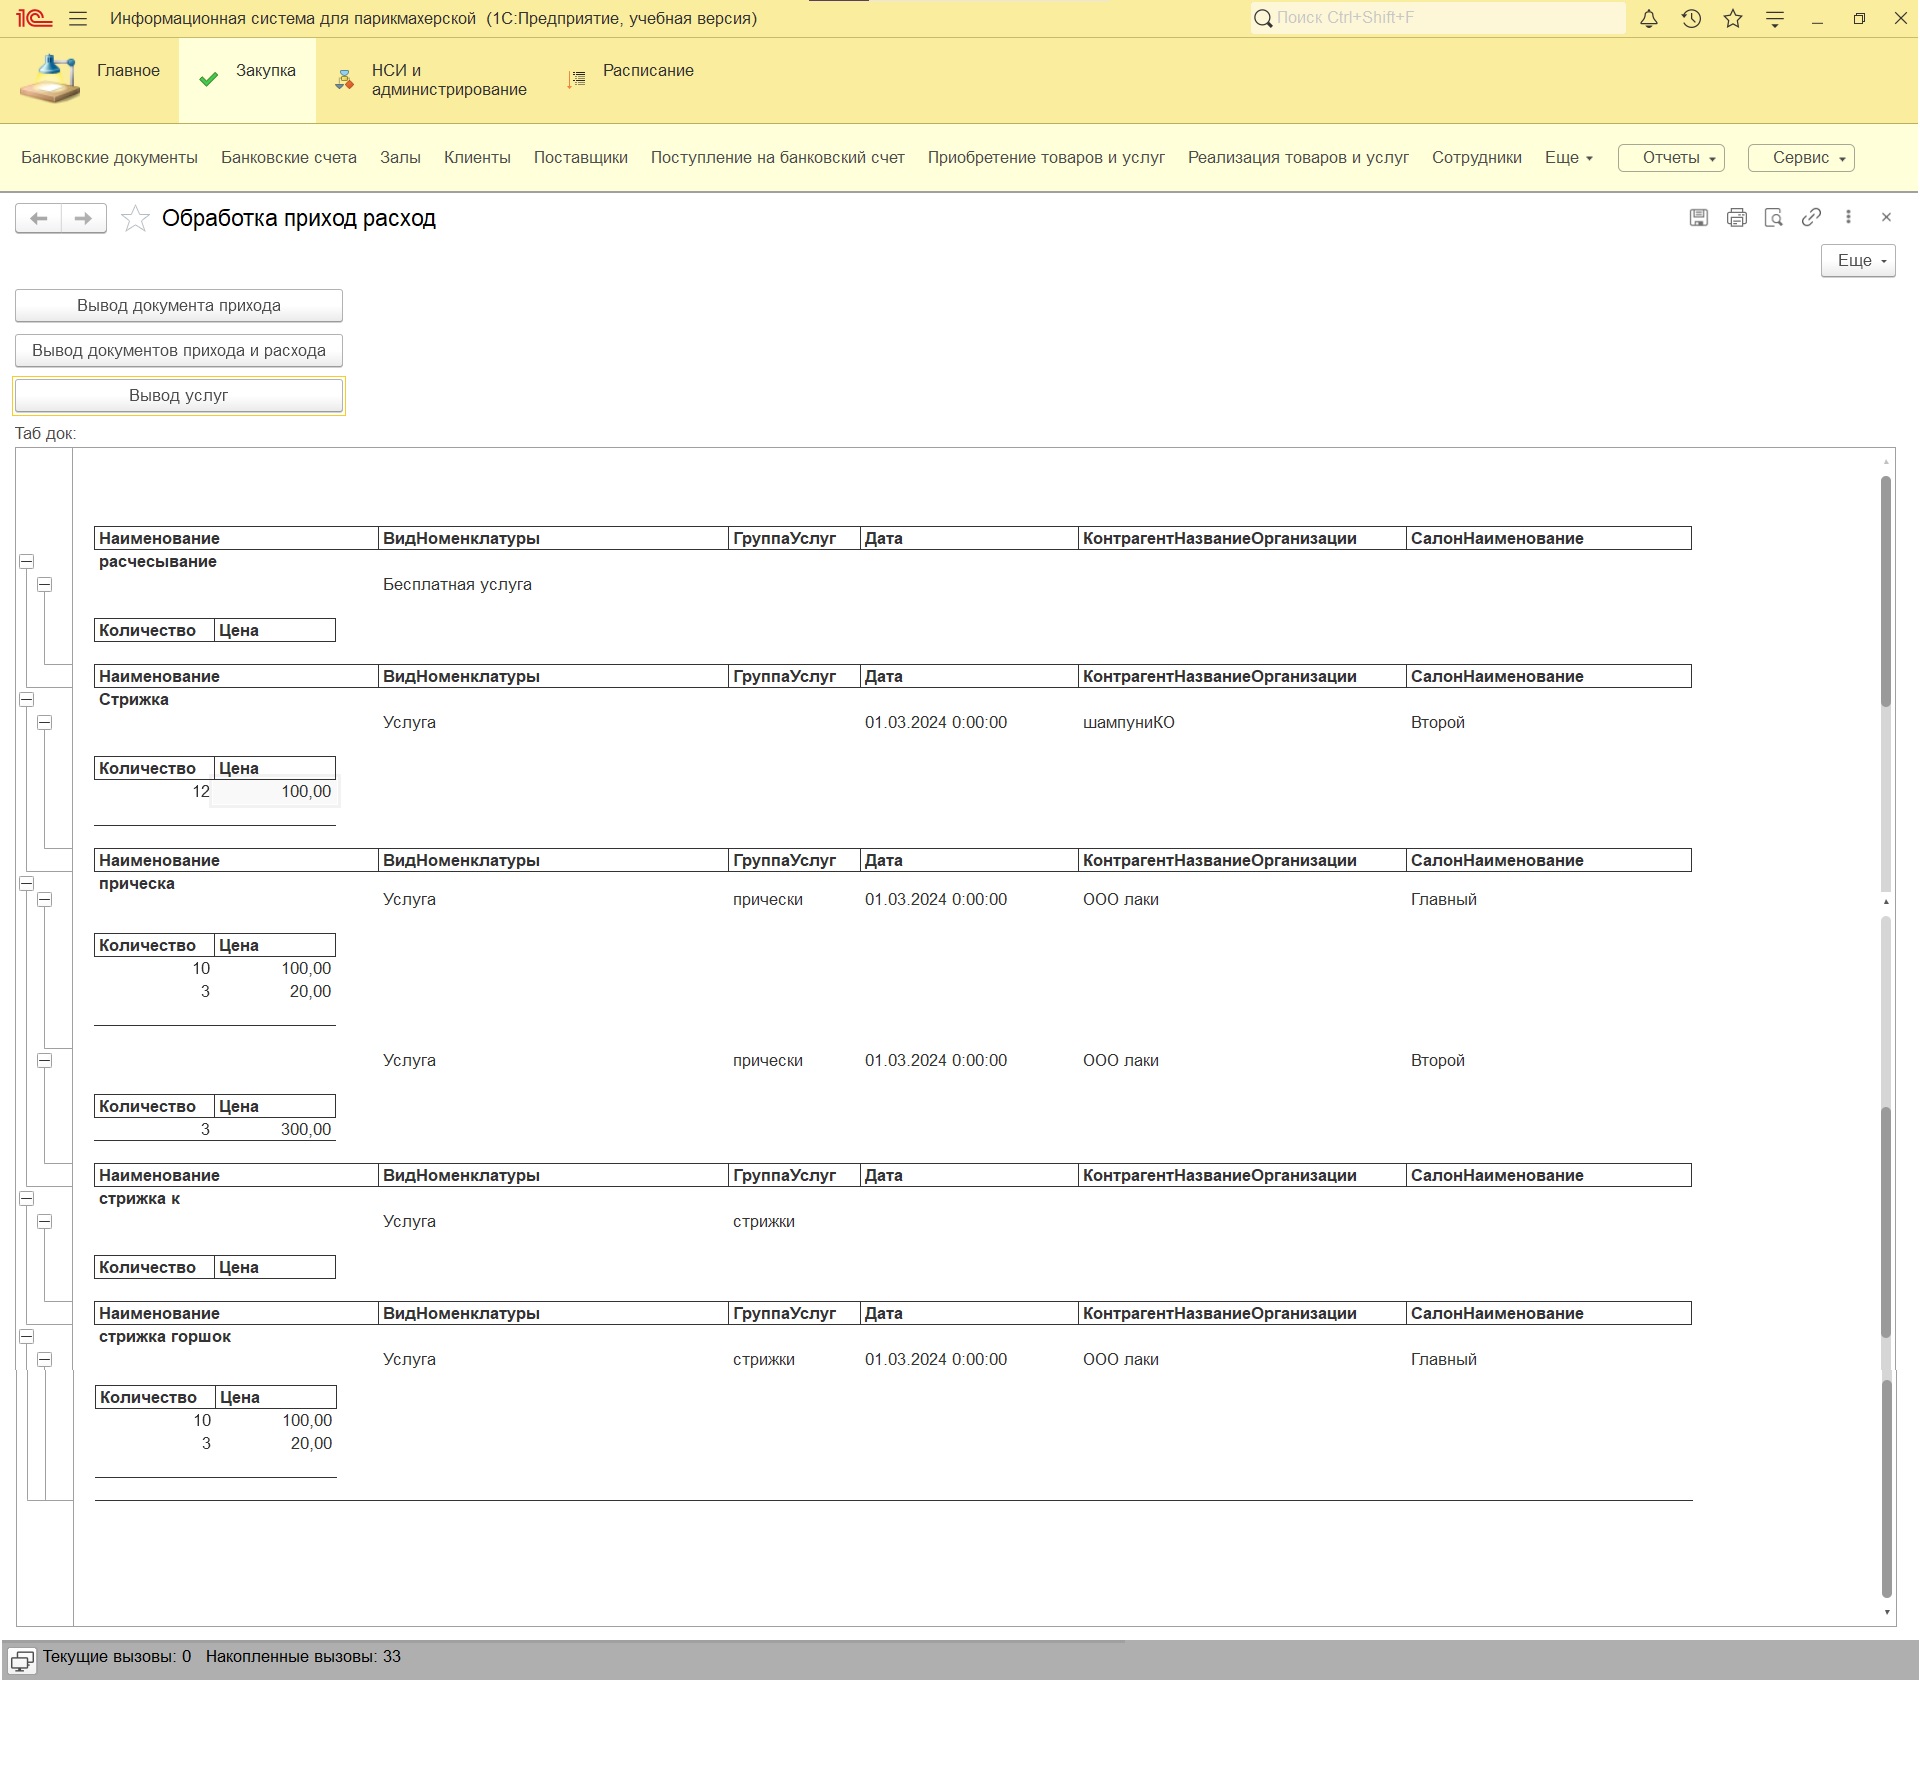 Информационная система для парикмахерской (1С:Предприятие, учебная версия)
Поиск Ctrl+Shift+F
Главное
Закупка
НСИ и
администрирование
Расписание
Банковские документы Банковские счета Залы Клиенты Поставщики Поступление на банковский счет Приобретение товаров и услуг Реализация товаров и услуг Сотрудники Еще Отчеты Сервис
Обработка приход расход
Еще
Вывод документа прихода
Вывод документов прихода и расхода
Вывод услуг
Таб док:
Наименование ВидНоменклатуры ГруппаУслуг Дата КонтрагентНазваниеОрганизации СалонНаименование
расчесывание
Бесплатная услуга
Количество Цена
Наименование ВидНоменклатуры ГруппаУслуг Дата КонтрагентНазваниеОрганизации СалонНаименование
Стрижка
Услуга 01.03.2024 0:00:00 шампуниКО Второй
Количество Цена
12 100,00
Наименование ВидНоменклатуры ГруппаУслуг Дата КонтрагентНазваниеОрганизации СалонНаименование
прическа
Услуга прически 01.03.2024 0:00:00 ООО лаки Главный
Количество Цена
10 100,00
3 20,00
Услуга прически 01.03.2024 0:00:00 ООО лаки Второй
Количество Цена
3 300,00
Наименование ВидНоменклатуры ГруппаУслуг Дата КонтрагентНазваниеОрганизации СалонНаименование
стрижка к
Услуга стрижки
Количество Цена
Наименование ВидНоменклатуры ГруппаУслуг Дата КонтрагентНазваниеОрганизации СалонНаименование
стрижка горшок
Услуга стрижки 01.03.2024 0:00:00 ООО лаки Главный
Количество Цена
10 100,00
3 20,00
Текущие вызовы: 0 Накопленные вызовы: 33